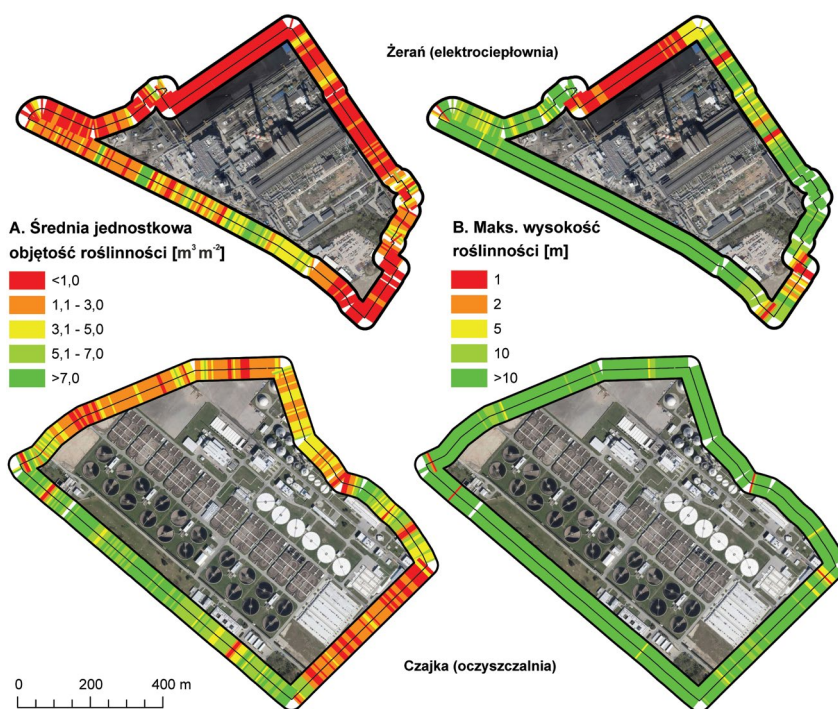 Żerań (elektrociepłownia)
A. Średnia jednostkowa
objętość roślinności [m³ m⁻²]
<1,0
1,1 - 3,0
3,1 - 5,0
5,1 - 7,0
>7,0
B. Maks. wysokość
roślinności [m]
1
2
5
10
>10
Czajka (oczyszczalnia)
0 200 400 m